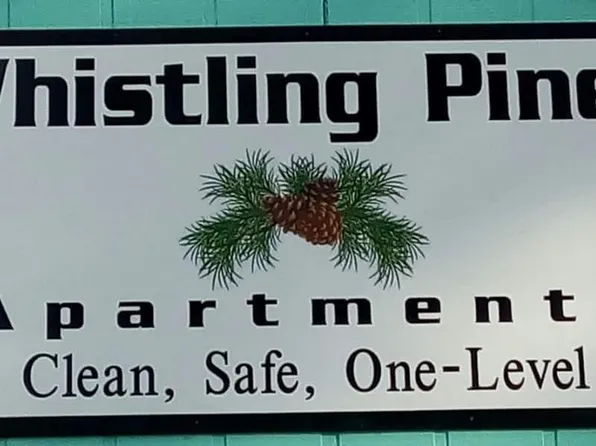 Whistling Pine
Apartment
Clean, Safe, One-Level